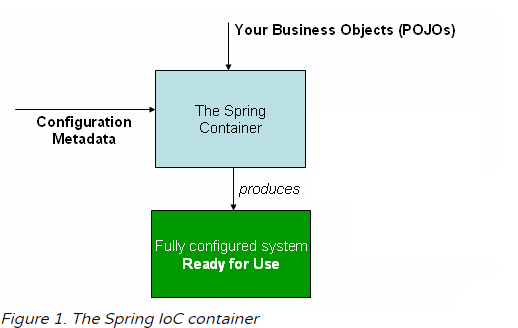 Your Business Objects (POJOs)
The Spring
Container
Configuration
Metadata
produces
Fully configured system
Ready for Use
Figure 1. The Spring IoC container